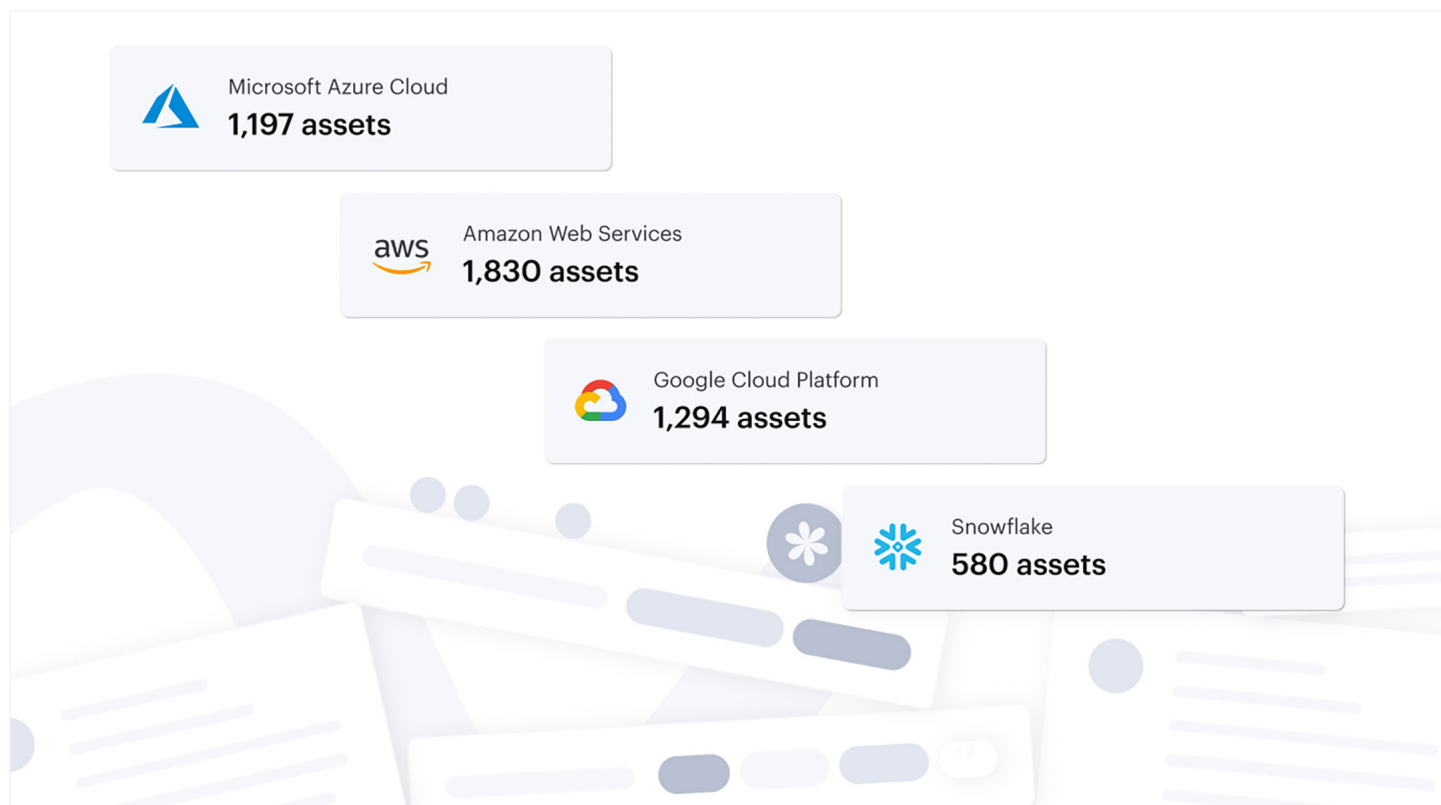 Microsoft Azure Cloud
1,197 assets
aws
Amazon Web Services
1,830 assets
Google Cloud Platform
1,294 assets
Snowflake
580 assets
+2